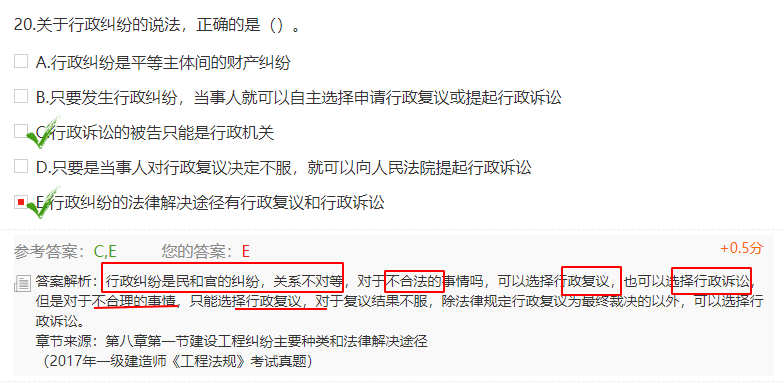 20.关于行政纠纷的说法，正确的是（）。
A.行政纠纷是平等主体间的财产纠纷
B.只要发生行政纠纷，当事人就可以自主选择申请行政复议或提起行政诉讼
C.行政诉讼的被告只能是行政机关
D.只要是当事人对行政复议决定不服，就可以向人民法院提起行政诉讼
E.行政纠纷的法律解决途径有行政复议和行政诉讼
参考答案：C,E 您的答案：E +0.5分
答案解析：行政纠纷是民和官的纠纷，关系不对等，对于不合法的事情吗，可以选择行政复议，也可以选择行政诉讼，
但是对于不合理的事情，只能选择行政复议，对于复议结果不服，除法律规定行政复议为最终裁决的以外，可以选择行
政诉讼。
章节来源：第八章第一节建设工程纠纷主要种类和法律解决途径
（2017年一级建造师《工程法规》考试真题）